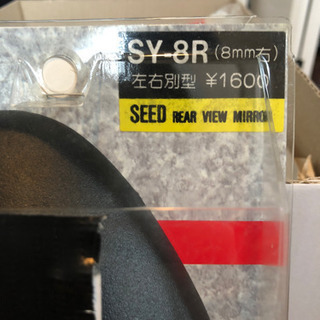 SY-8R (8mm右)
左右別型 ¥1600
SEED REAR VIEW MIRROR